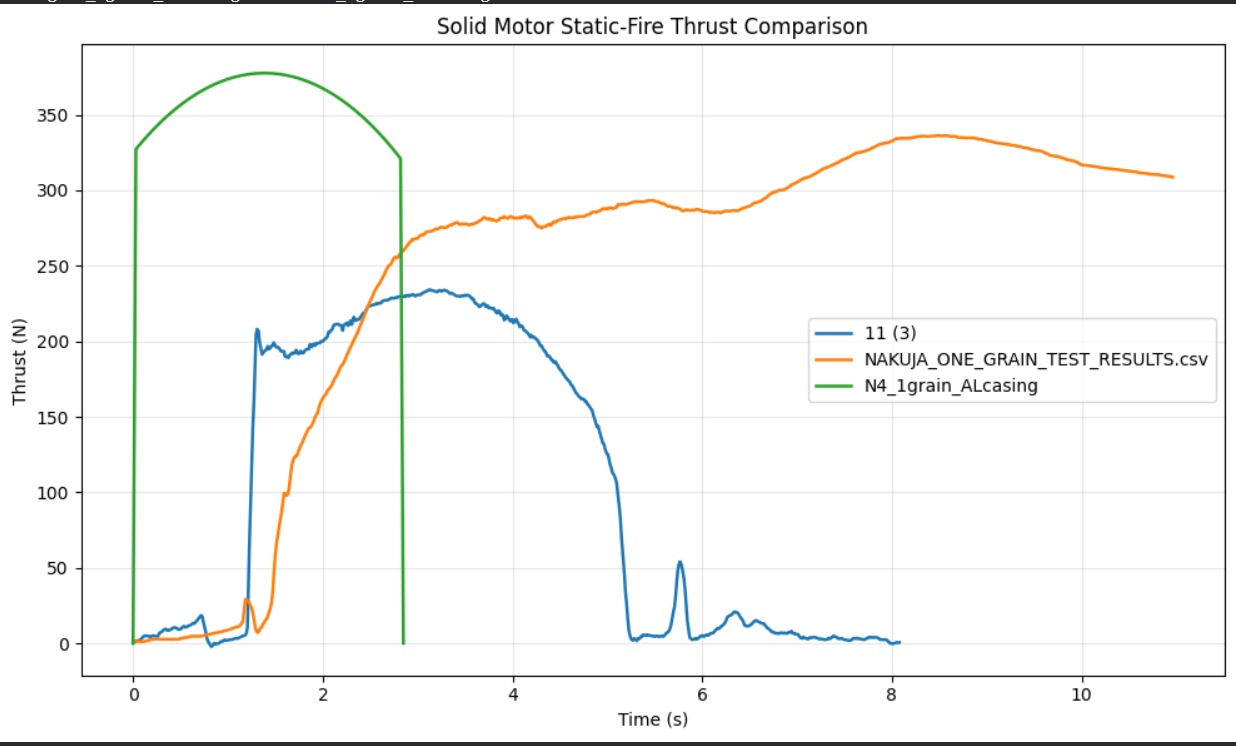 Solid Motor Static-Fire Thrust Comparison
350
300
250
200
150
100
50
0
Thrust (N)
11 (3)
NAKUJA_ONE_GRAIN_TEST_RESULTS.csv
N4_1grain_ALcasing
0 2 4 6 8 10
Time (s)